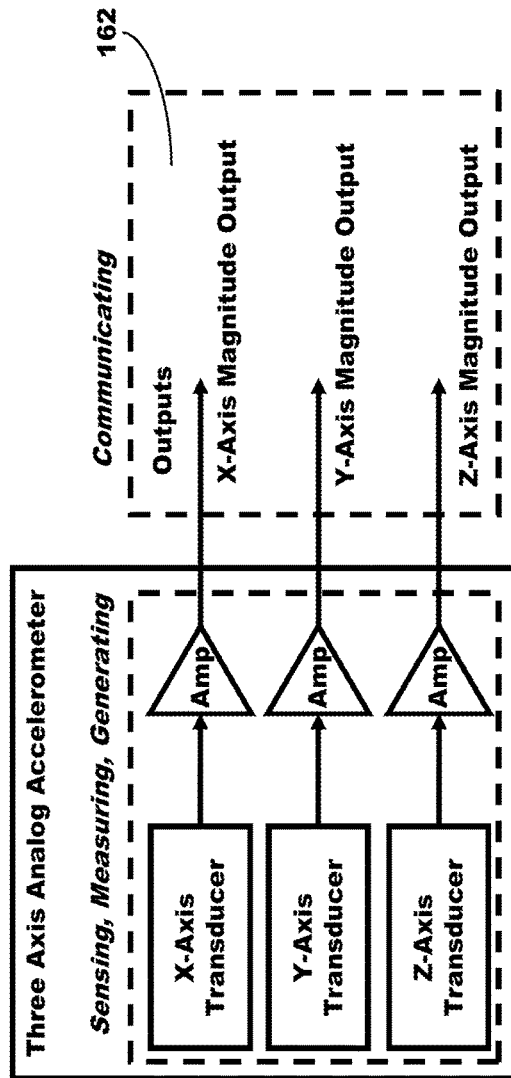 Three Axis Analog Accelerometer
Sensing, Measuring, Generating
X-Axis
Transducer
Amp
Y-Axis
Transducer
Amp
Z-Axis
Transducer
Amp
Communicating
Outputs
X-Axis Magnitude Output
Y-Axis Magnitude Output
Z-Axis Magnitude Output
162